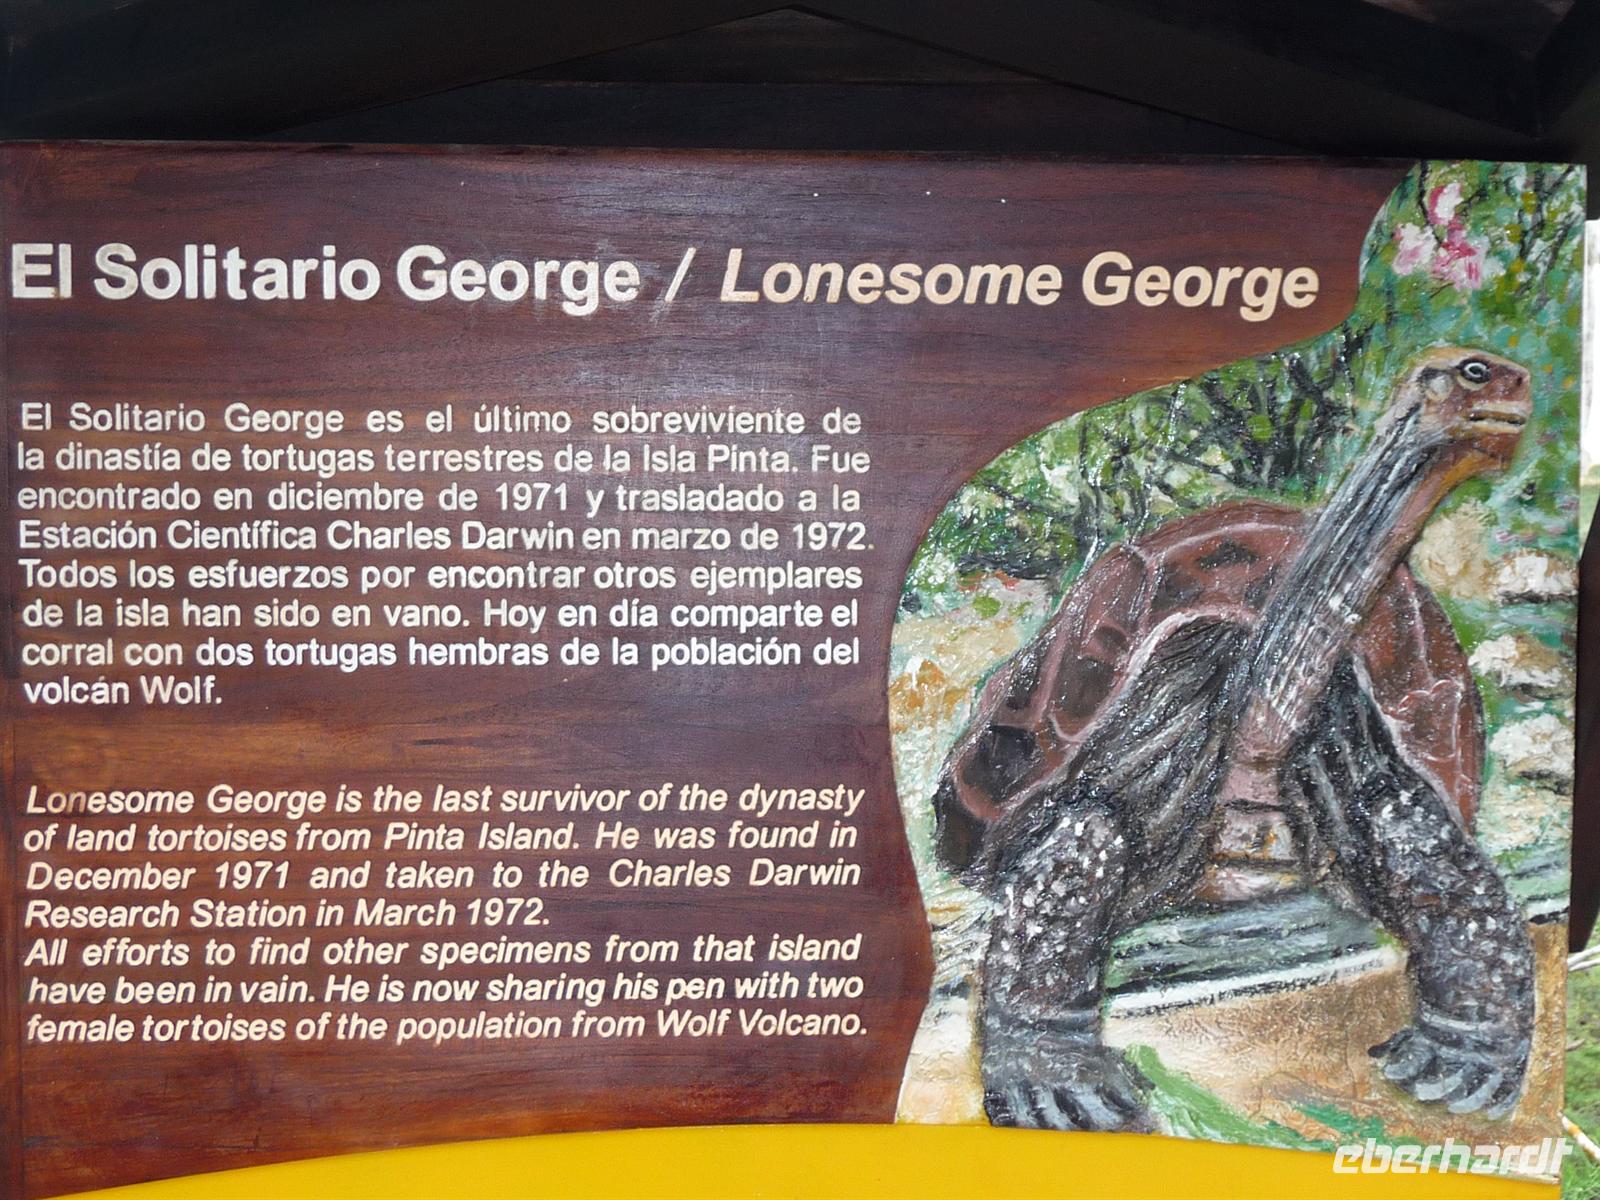 El Solitario George / Lonesome George
El Solitario George es el último sobreviviente de
la dinastía de tortugas terrestres de la Isla Pinta. Fue
encontrado en diciembre de 1971 y trasladado a la
Estación Científica Charles Darwin en marzo de 1972.
Todos los esfuerzos por encontrar otros ejemplares
de la isla han sido en vano. Hoy en día comparte el
corral con dos tortugas hembras de la población del
volcán Wolf.
Lonesome George is the last survivor of the dynasty
of land tortoises from Pinta Island. He was found in
December 1971 and taken to the Charles Darwin
Research Station in March 1972.
All efforts to find other specimens from that island
have been in vain. He is now sharing his pen with two
female tortoises of the population from Wolf Volcano.
eberhardt